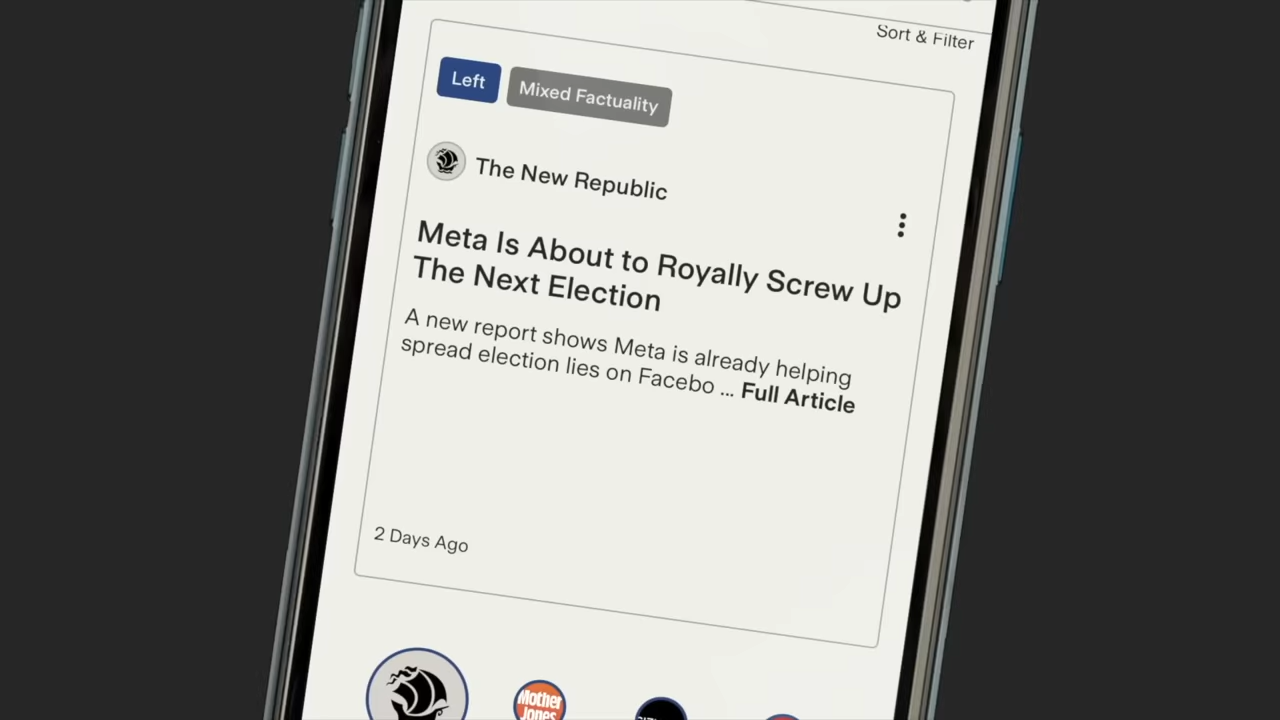 Sort & Filter
Left
Mixed Factuality
The New Republic
Meta Is About to Royally Screw Up
The Next Election
A new report shows Meta is already helping
spread election lies on Facebo ... Full Article
2 Days Ago
Mother
Jones